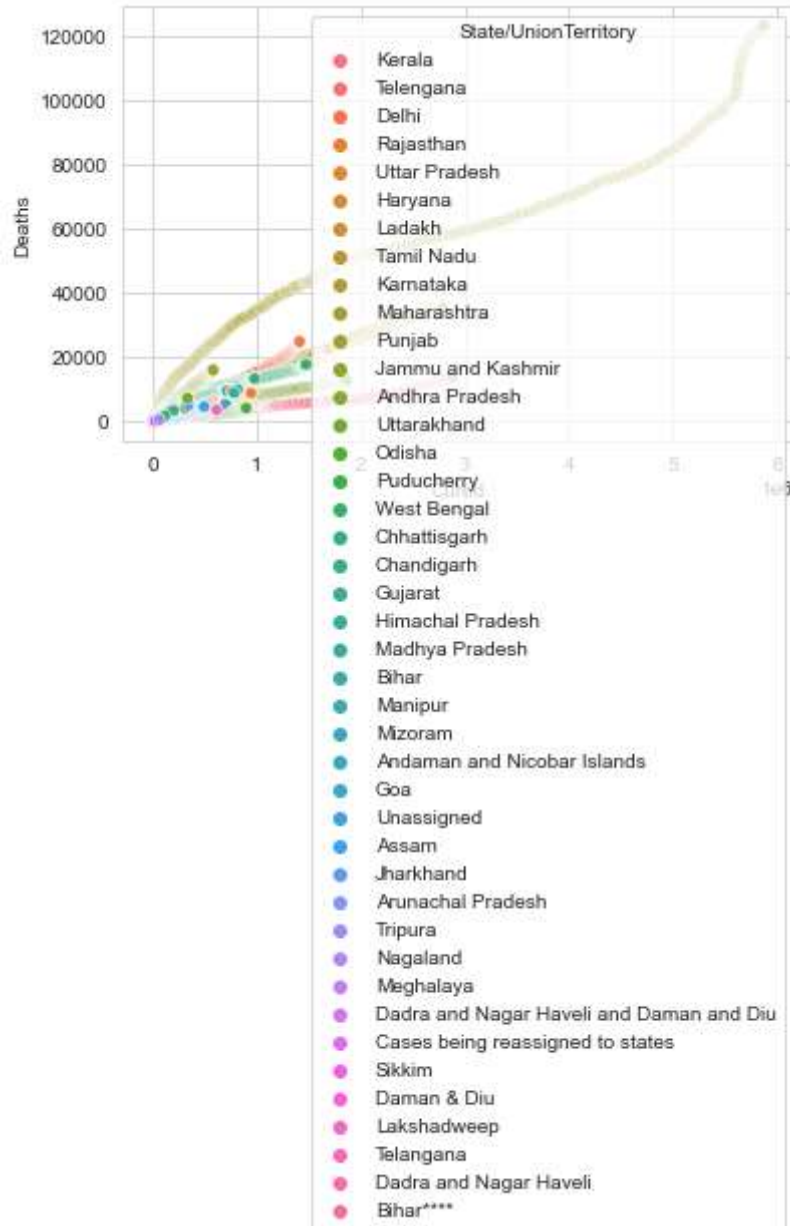 State/UnionTerritory
120000
100000
80000
60000
40000
20000
0
Deaths
0 1 2 3 4 5 6
Cured
1e6
Kerala
Telengana
Delhi
Rajasthan
Uttar Pradesh
Haryana
Ladakh
Tamil Nadu
Karnataka
Maharashtra
Punjab
Jammu and Kashmir
Andhra Pradesh
Uttarakhand
Odisha
Puducherry
West Bengal
Chhattisgarh
Chandigarh
Gujarat
Himachal Pradesh
Madhya Pradesh
Bihar
Manipur
Mizoram
Andaman and Nicobar Islands
Goa
Unassigned
Assam
Jharkhand
Arunachal Pradesh
Tripura
Nagaland
Meghalaya
Dadra and Nagar Haveli and Daman and Diu
Cases being reassigned to states
Sikkim
Daman & Diu
Lakshadweep
Telangana
Dadra and Nagar Haveli
Bihar****